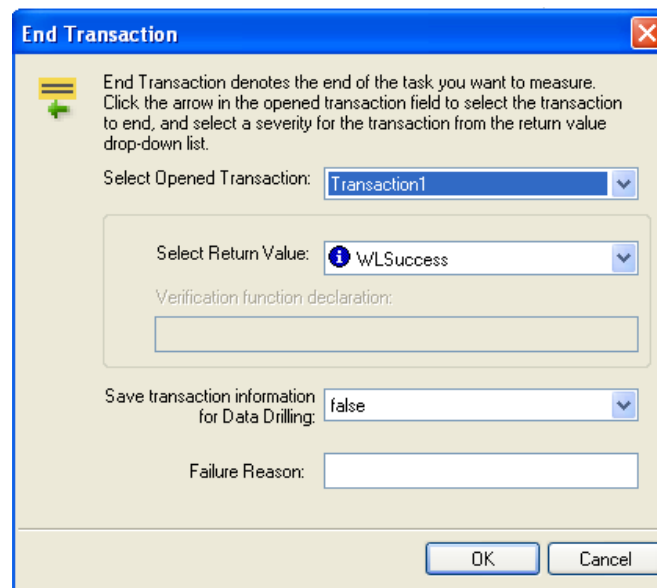 End Transaction
End Transaction denotes the end of the task you want to measure.
Click the arrow in the opened transaction field to select the transaction
to end, and select a severity for the transaction from the return value
drop-down list.
Select Opened Transaction: Transaction1
Select Return Value: WLSuccess
Verification function declaration:
Save transaction information
for Data Drilling: false
Failure Reason:
OK Cancel